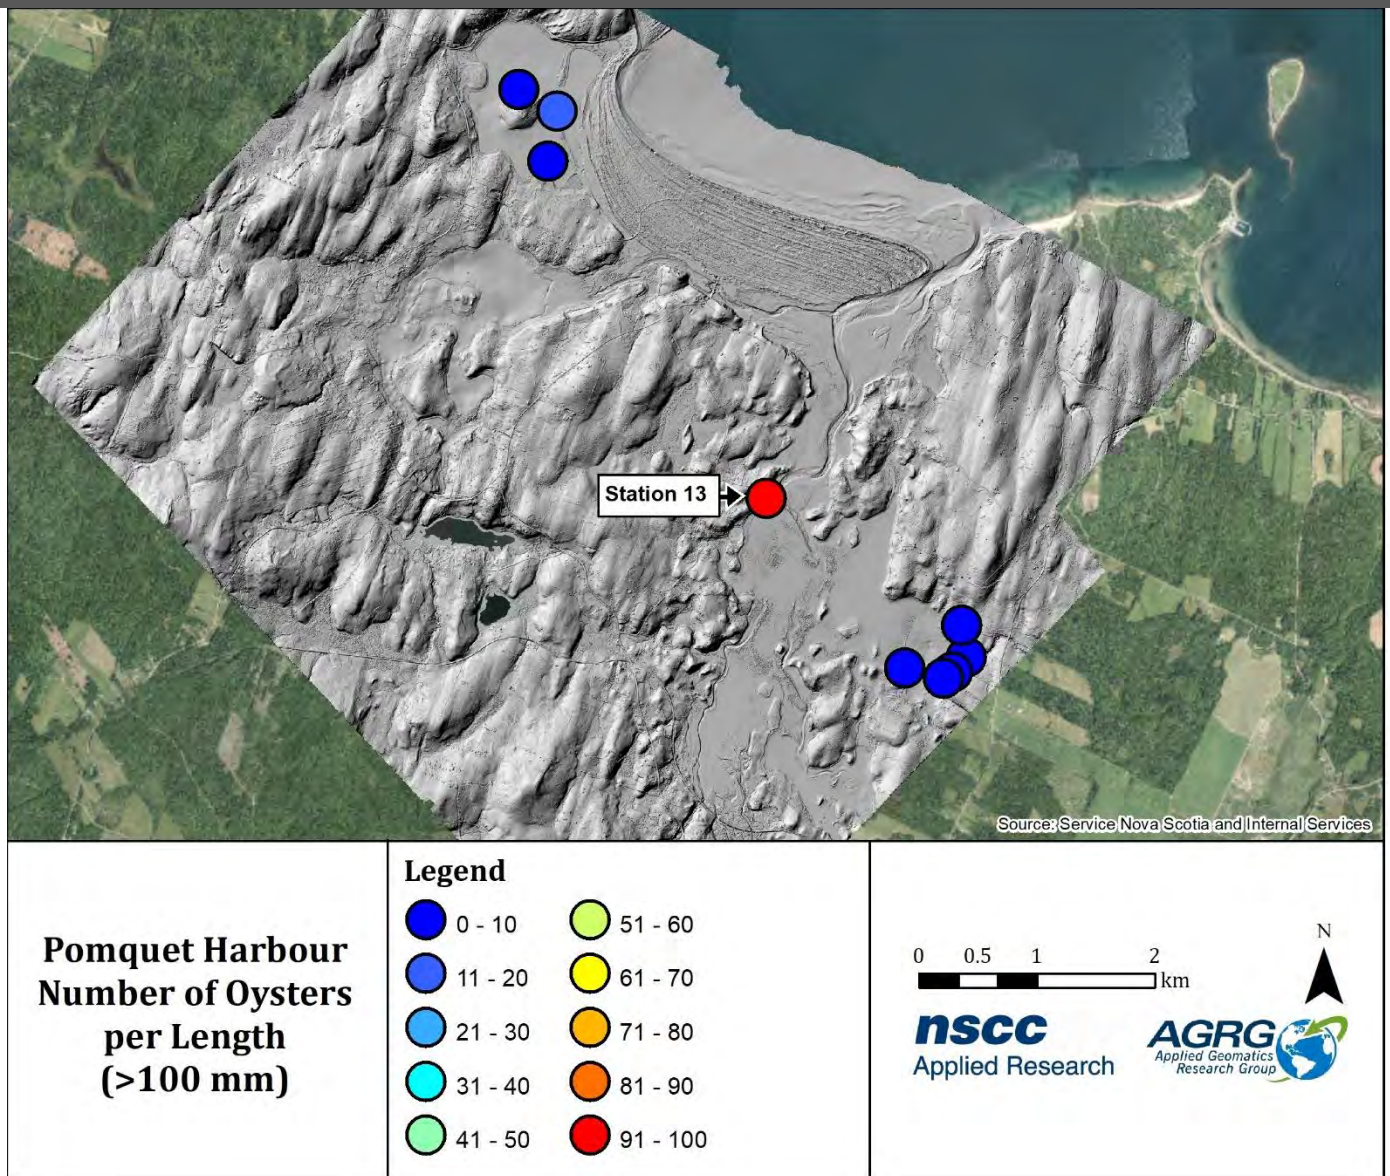 Station 13
Source: Service Nova Scotia and Internal Services
Pomquet Harbour
Number of Oysters
per Length
(>100 mm)
Legend
0 - 10
11 - 20
21 - 30
31 - 40
41 - 50
51 - 60
61 - 70
71 - 80
81 - 90
91 - 100
0 0.5 1 2
km
N
nscc
Applied Research
AGRG
Applied Geomatics
Research Group